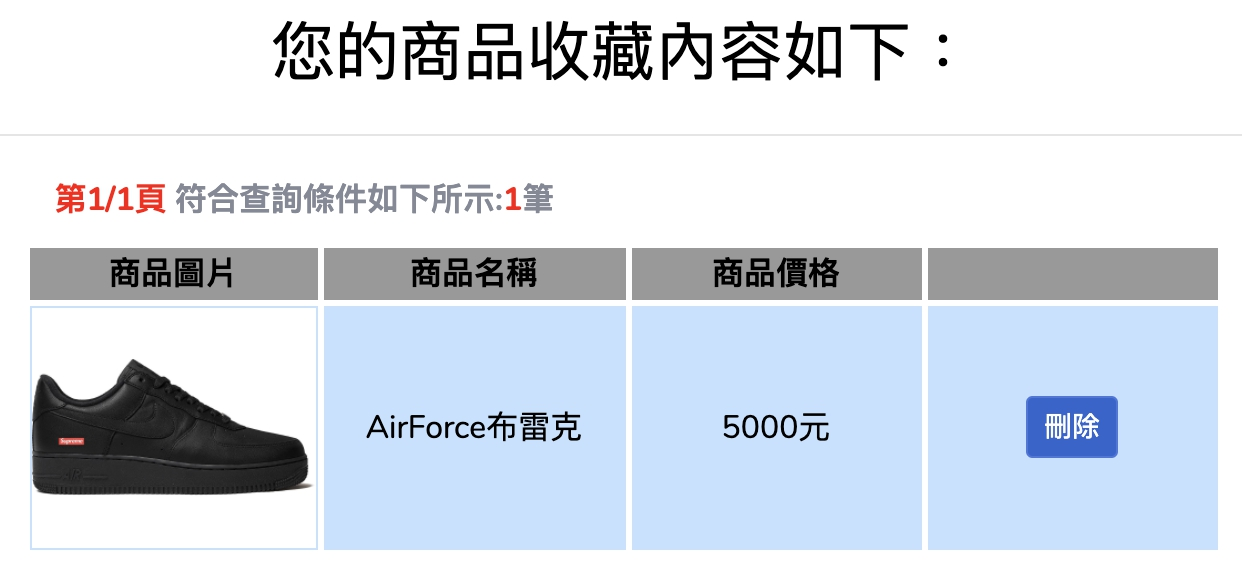 您的商品收藏內容如下：
第1/1頁 符合查詢條件如下所示:1筆
商品圖片 商品名稱 商品價格
Supreme
AirForce布雷克 5000元 刪除